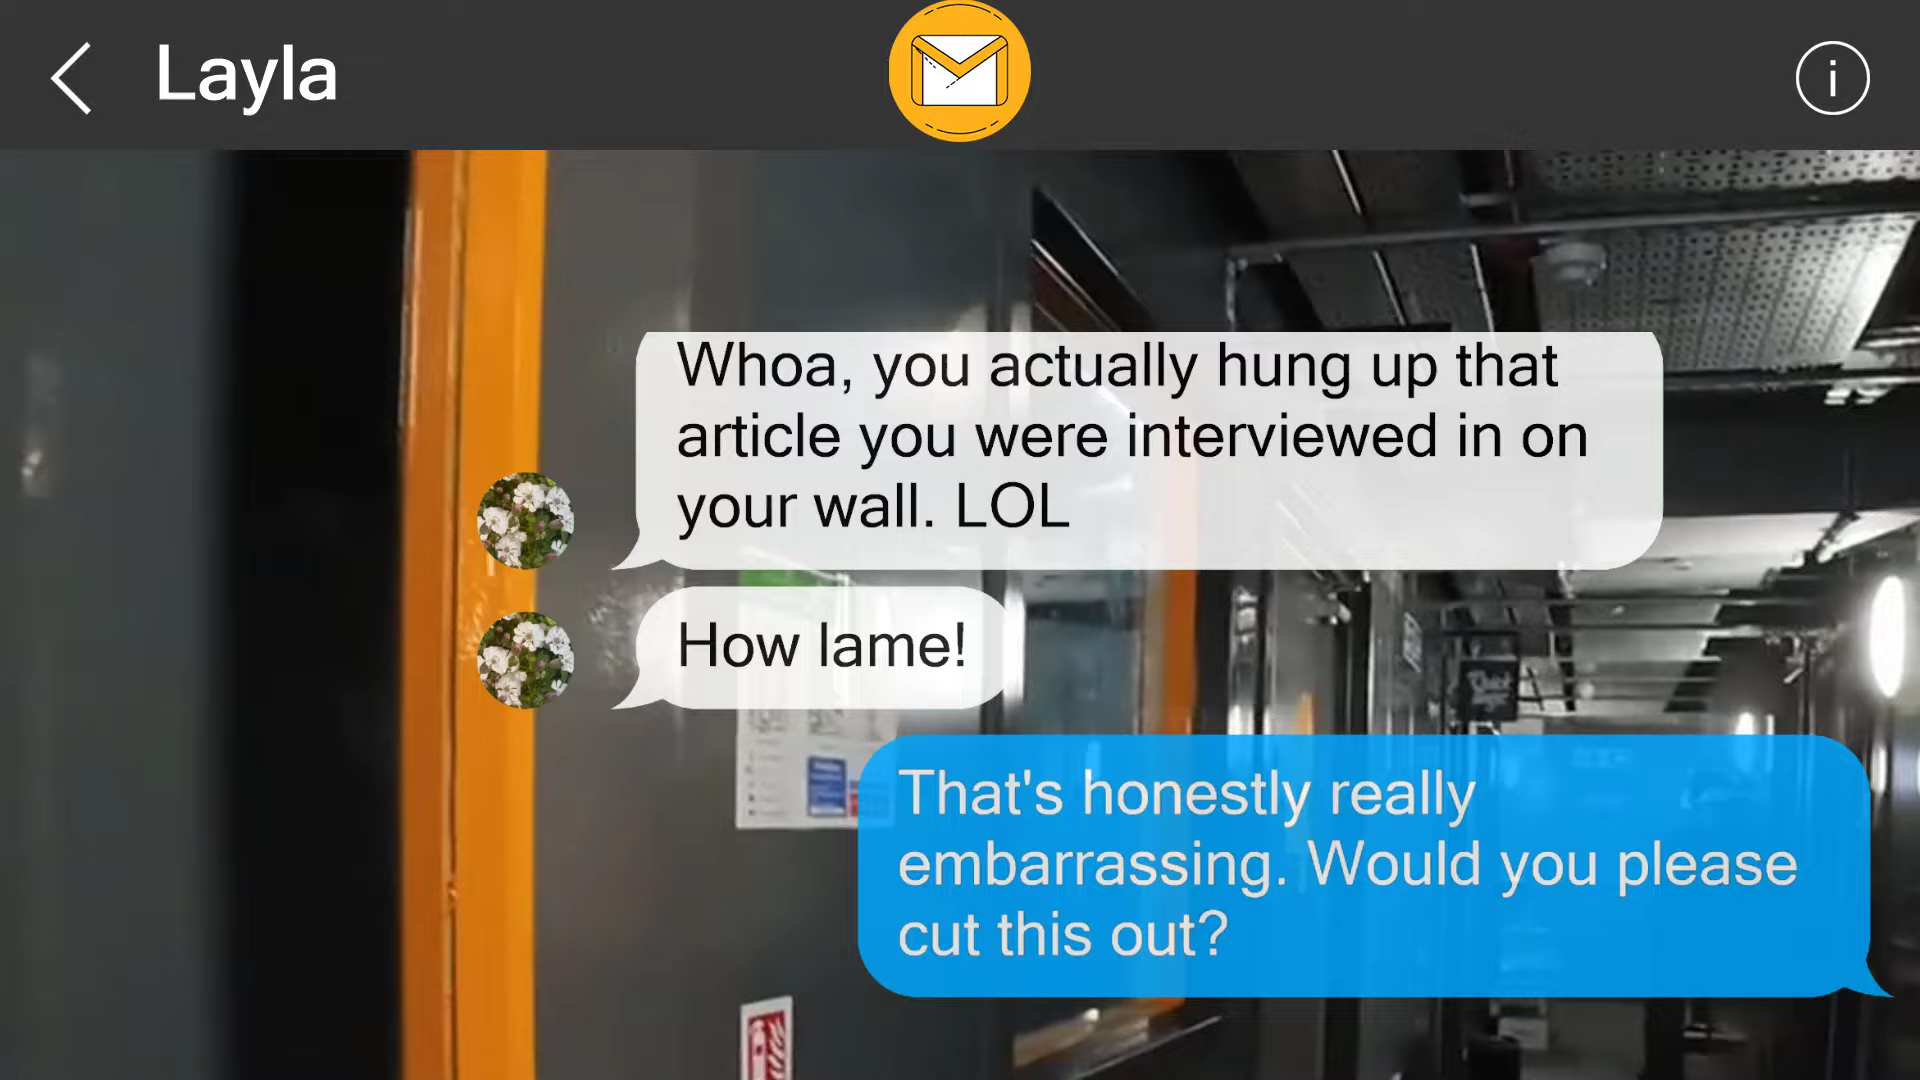 Layla
Whoa, you actually hung up that
article you were interviewed in on
your wall. LOL
How lame!
That's honestly really
embarrassing. Would you please
cut this out?